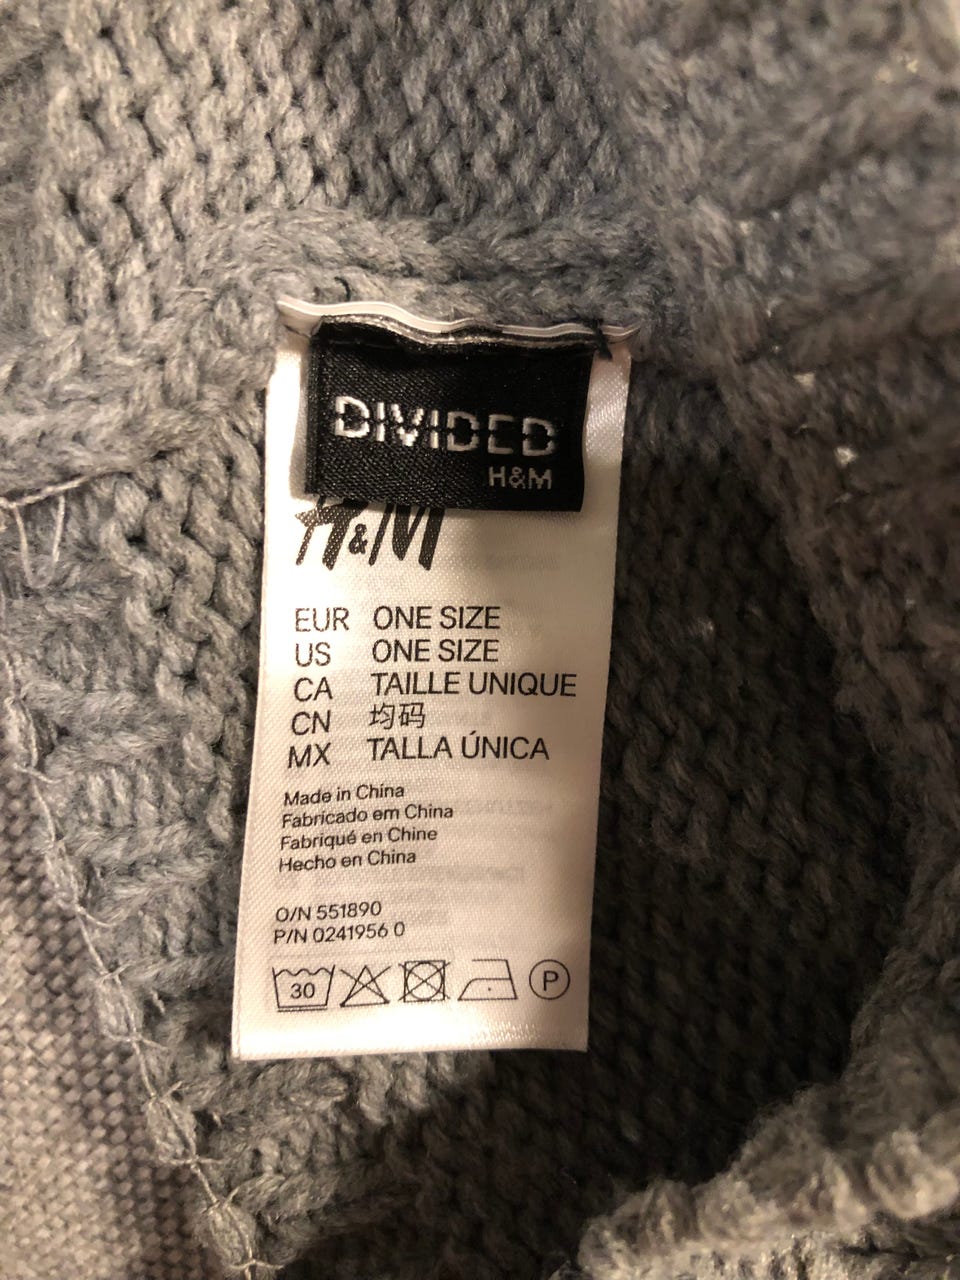 DIVIDED
H&M
H&M
EUR ONE SIZE
US ONE SIZE
CA TAILLE UNIQUE
CN 均码
MX TALLA ÚNICA
Made in China
Fabricado em China
Fabriqué en Chine
Hecho en China
O/N 551890
P/N 0241956 0
30 P